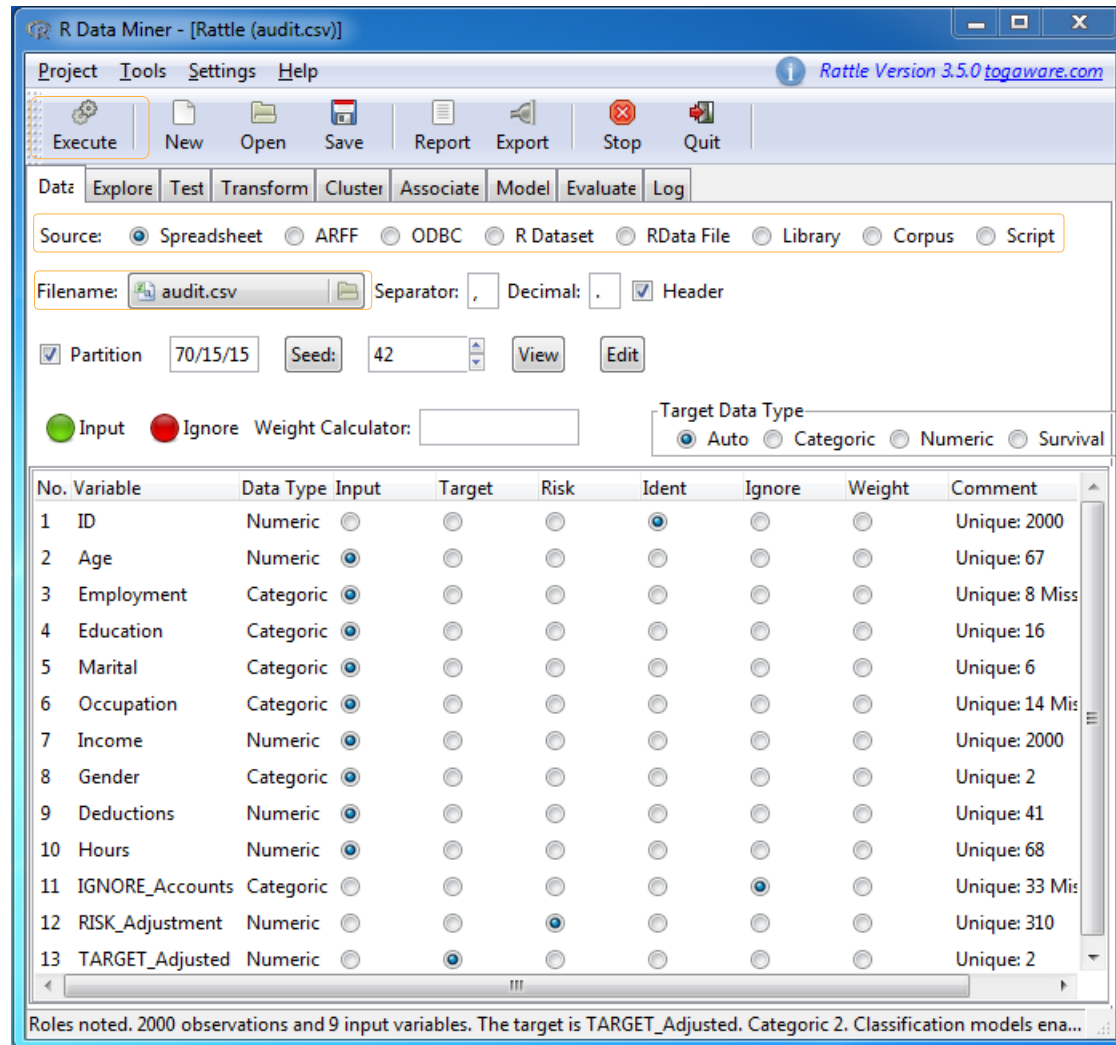 R Data Miner - [Rattle (audit.csv)]
Project Tools Settings Help Rattle Version 3.5.0 togaware.com
Execute New Open Save Report Export Stop Quit
Data Explore Test Transform Cluster Associate Model Evaluate Log
Source: Spreadsheet ARFF ODBC R Dataset RData File Library Corpus Script
Filename: audit.csv Separator: , Decimal: . Header
Partition 70/15/15 Seed: 42 View Edit
Target Data Type
Input Ignore Weight Calculator: Auto Categoric Numeric Survival
No. Variable Data Type Input Target Risk Ident Ignore Weight Comment
1 ID Numeric Unique: 2000
2 Age Numeric Unique: 67
3 Employment Categoric Unique: 8 Miss
4 Education Categoric Unique: 16
5 Marital Categoric Unique: 6
6 Occupation Categoric Unique: 14 Mis
7 Income Numeric Unique: 2000
8 Gender Categoric Unique: 2
9 Deductions Numeric Unique: 41
10 Hours Numeric Unique: 68
11 IGNORE_Accounts Categoric Unique: 33 Mis
12 RISK_Adjustment Numeric Unique: 310
13 TARGET_Adjusted Numeric Unique: 2
Roles noted. 2000 observations and 9 input variables. The target is TARGET_Adjusted. Categoric 2. Classification models ena...